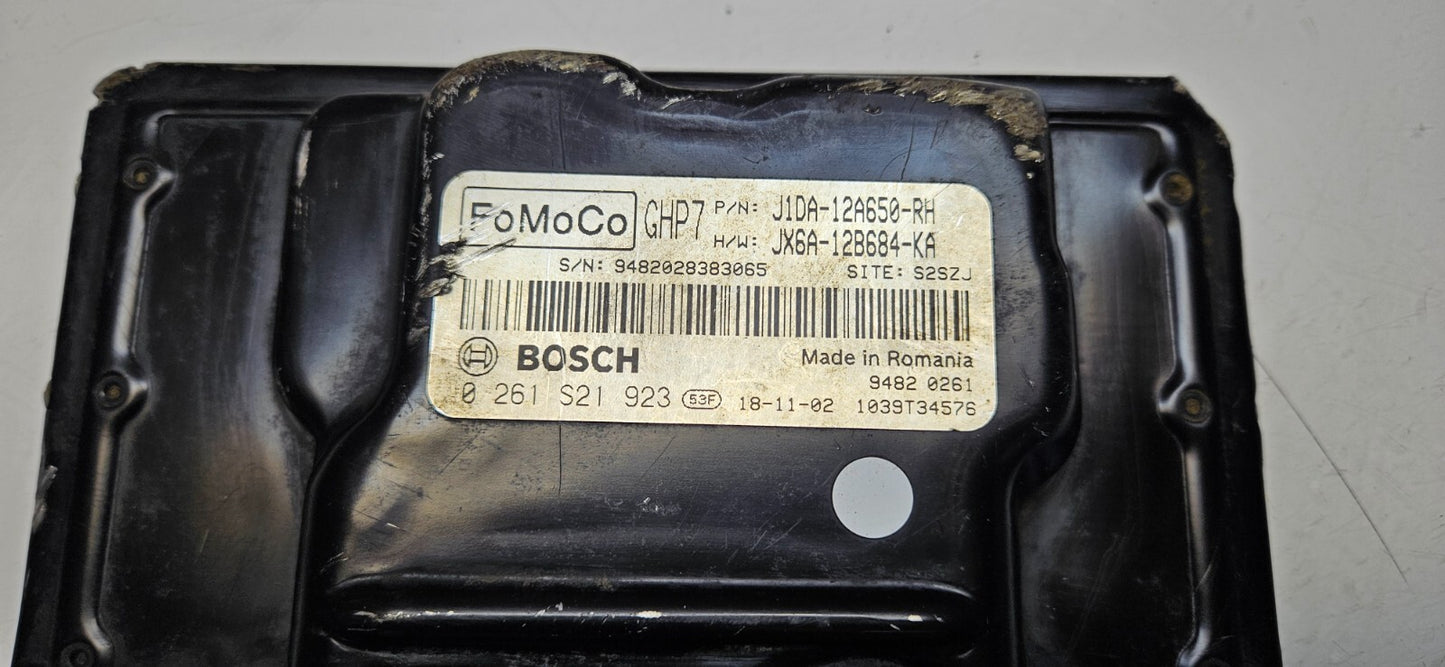 FoMoCo GHP7 P/N: J1DA-12A650-RH
H/W: JX6A-12B684-KA
S/N: 9482028383065 SITE: S2SZJ
BOSCH Made in Romania
9482 0261
0 261 S21 923 53F 18-11-02 1039T34576